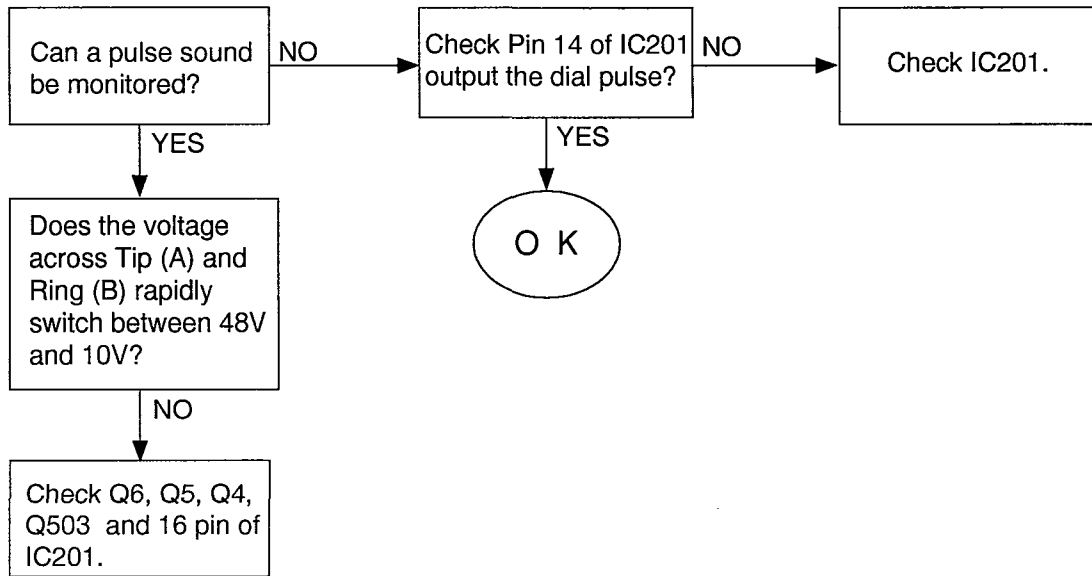 Can a pulse sound
be monitored?
NO
Check Pin 14 of IC201
output the dial pulse?
NO
Check IC201.
YES
YES
Does the voltage
across Tip (A) and
Ring (B) rapidly
switch between 48V
and 10V?
O K
NO
Check Q6, Q5, Q4,
Q503 and 16 pin of
IC201.